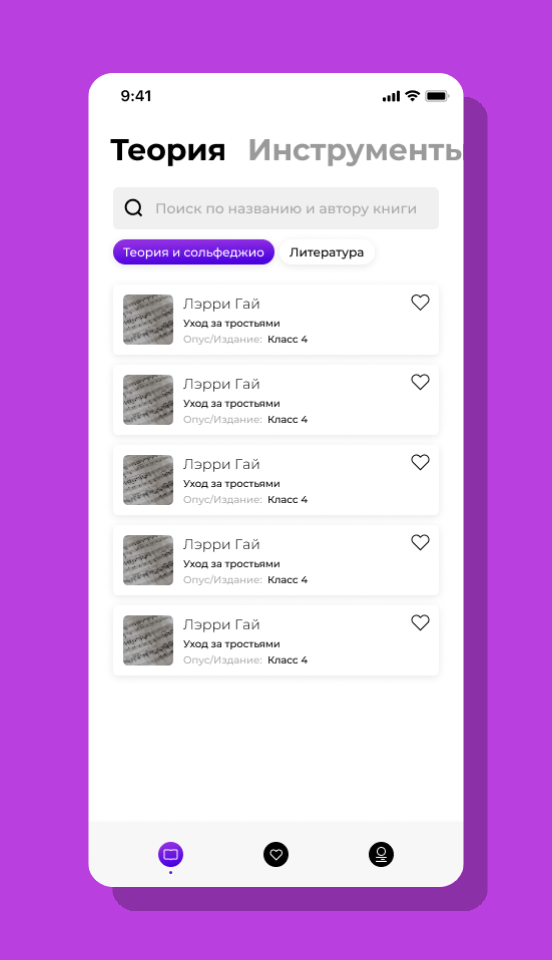 9:41
Теория Инструменты
Поиск по названию и автору книги
Теория и сольфеджио Литература
Лэрри Гай
Уход за тростьями
Опус/Издание: Класс 4
Лэрри Гай
Уход за тростьями
Опус/Издание: Класс 4
Лэрри Гай
Уход за тростьями
Опус/Издание: Класс 4
Лэрри Гай
Уход за тростьями
Опус/Издание: Класс 4
Лэрри Гай
Уход за тростьями
Опус/Издание: Класс 4